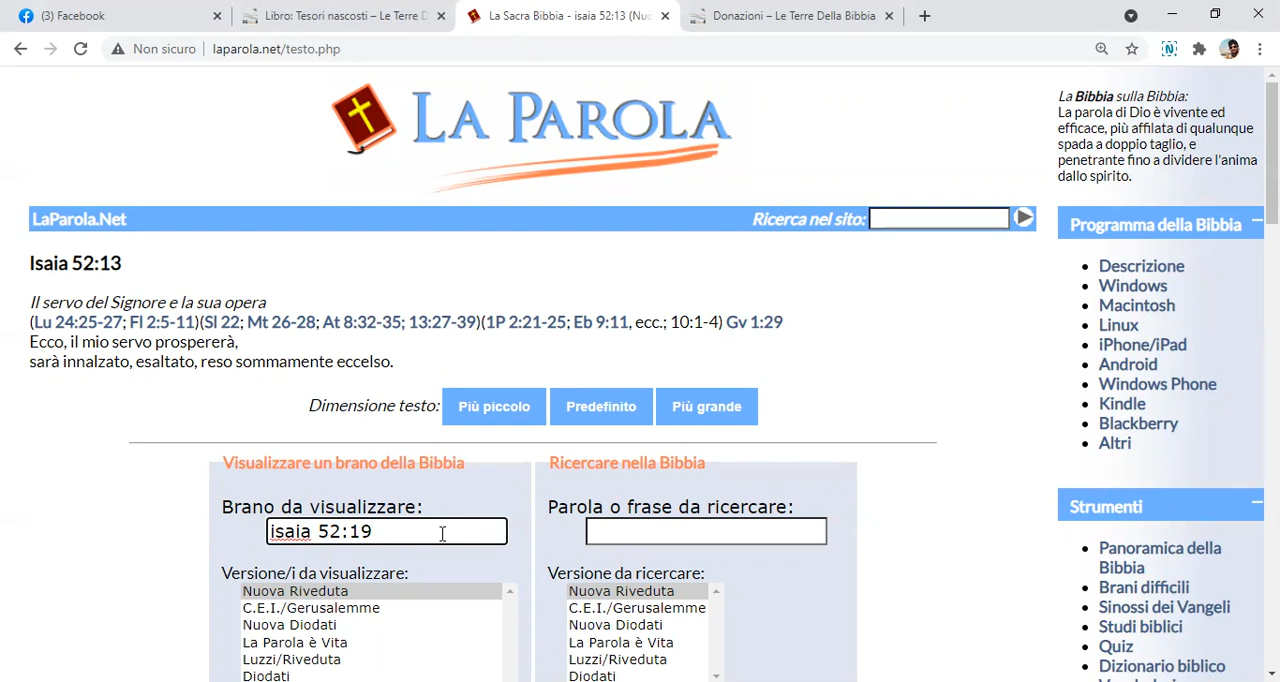 (3) Facebook
Libro: Tesori nascosti – Le Terre D
La Sacra Bibbia - isaia 52:13 (Nuo
Donazioni – Le Terre Della Bibbia
Non sicuro
laparola.net/testo.php
LA PAROLA
LaParola.Net
Ricerca nel sito:
Isaia 52:13
Il servo del Signore e la sua opera
(Lu 24:25-27; Fl 2:5-11)(Sl 22; Mt 26-28; At 8:32-35; 13:27-39)(1P 2:21-25; Eb 9:11, ecc.; 10:1-4) Gv 1:29
Ecco, il mio servo prospererà,
sarà innalzato, esaltato, reso sommamente eccelso.
Dimensione testo:
Più piccolo
Predefinito
Più grande
Visualizzare un brano della Bibbia
Brano da visualizzare:
isaia 52:19
Versione/i da visualizzare:
Nuova Riveduta
C.E.I./Gerusalemme
Nuova Diodati
La Parola è Vita
Luzzi/Riveduta
Diodati
Ricercare nella Bibbia
Parola o frase da ricercare:
Versione da ricercare:
Nuova Riveduta
C.E.I./Gerusalemme
Nuova Diodati
La Parola è Vita
Luzzi/Riveduta
Diodati
La Bibbia sulla Bibbia:
La parola di Dio è vivente ed
efficace, più affilata di qualunque
spada a doppio taglio, e
penetrante fino a dividere l'anima
dallo spirito.
Programma della Bibbia
Descrizione
Windows
Macintosh
Linux
iPhone/iPad
Android
Windows Phone
Kindle
Blackberry
Altri
Strumenti
Panoramica della
Bibbia
Brani difficili
Sinossi dei Vangeli
Studi biblici
Quiz
Dizionario biblico